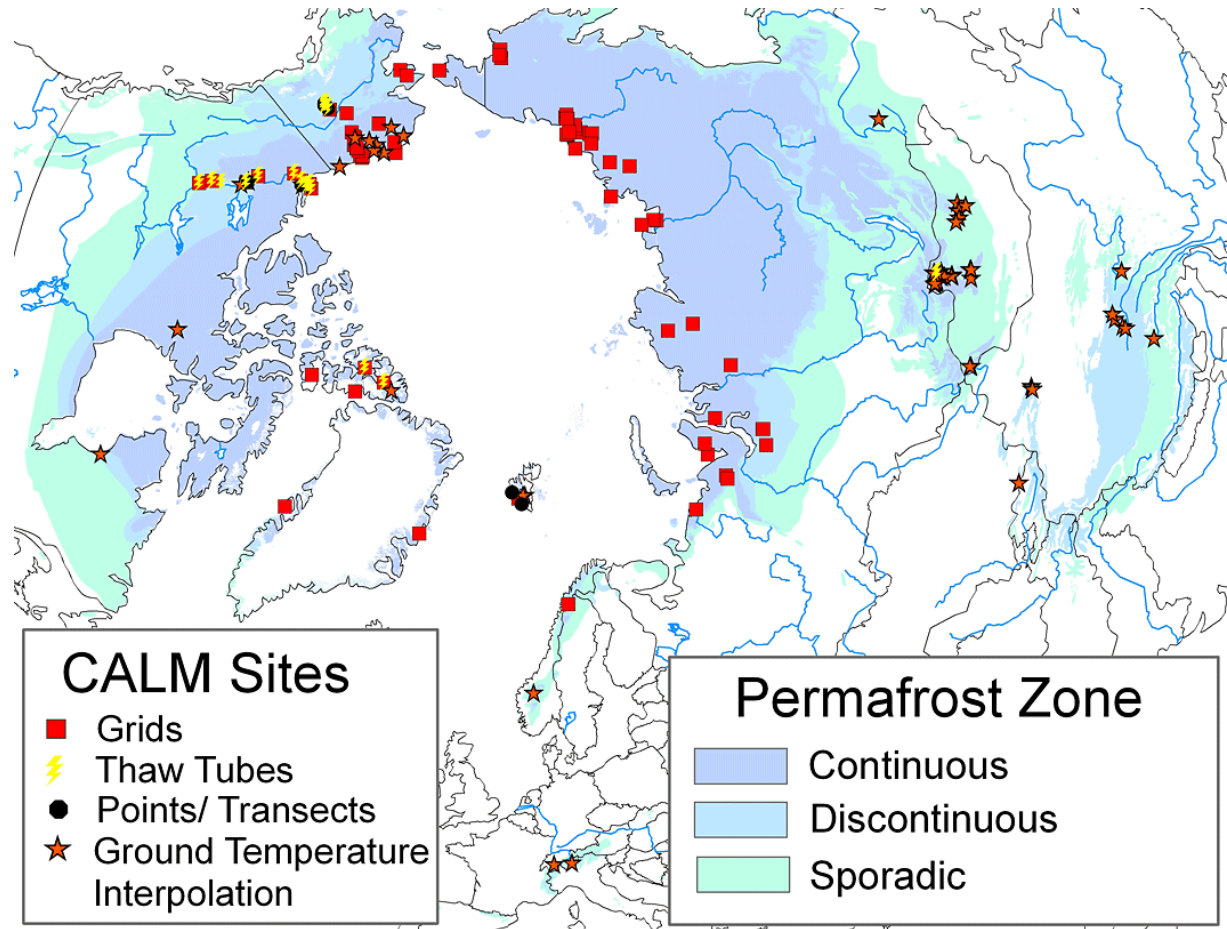 CALM Sites
Grids
Thaw Tubes
Points/ Transects
Ground Temperature
Interpolation
Permafrost Zone
Continuous
Discontinuous
Sporadic